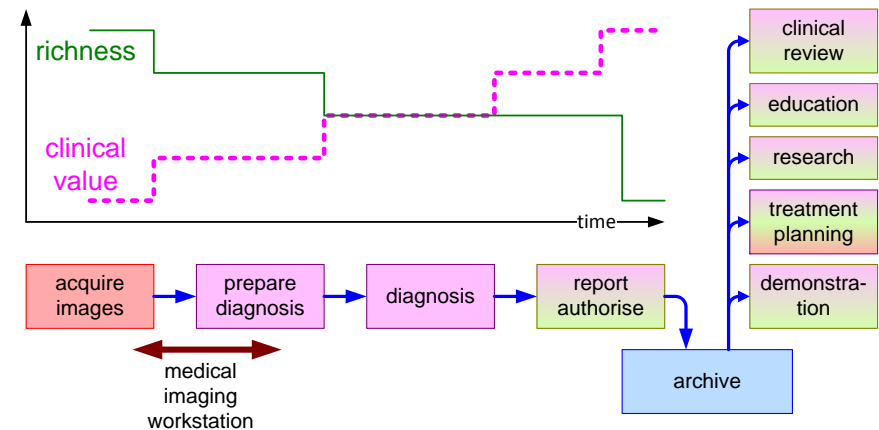 richness
clinical
value
time
acquire
images
prepare
diagnosis
diagnosis
report
authorise
medical
imaging
workstation
archive
clinical
review
education
research
treatment
planning
demonstra-
tion